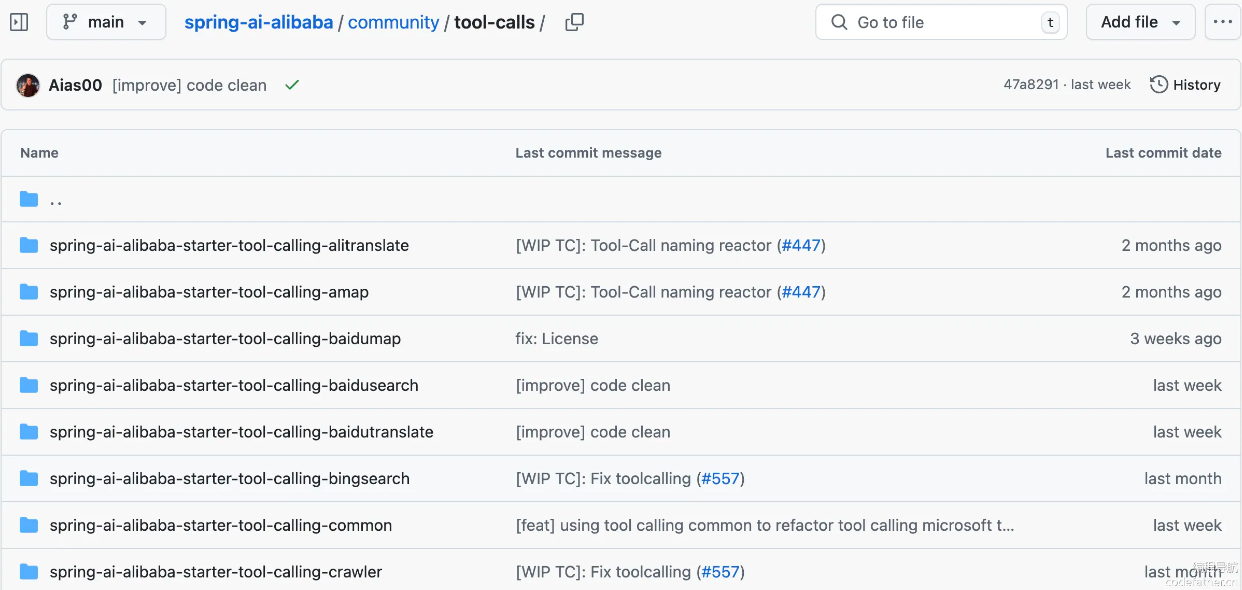 main spring-ai-alibaba / community / tool-calls / Go to file t Add file ...
Aias00 [improve] code clean 47a8291 · last week History
Name Last commit message Last commit date
..
spring-ai-alibaba-starter-tool-calling-alitranslate [WIP TC]: Tool-Call naming reactor (#447) 2 months ago
spring-ai-alibaba-starter-tool-calling-amap [WIP TC]: Tool-Call naming reactor (#447) 2 months ago
spring-ai-alibaba-starter-tool-calling-baidumap fix: License 3 weeks ago
spring-ai-alibaba-starter-tool-calling-baidusearch [improve] code clean last week
spring-ai-alibaba-starter-tool-calling-baidutranslate [improve] code clean last week
spring-ai-alibaba-starter-tool-calling-bingsearch [WIP TC]: Fix toolcalling (#557) last month
spring-ai-alibaba-starter-tool-calling-common [feat] using tool calling common to refactor tool calling microsoft t... last week
spring-ai-alibaba-starter-tool-calling-crawler [WIP TC]: Fix toolcalling (#557) last month
编程导航
codefather.cn